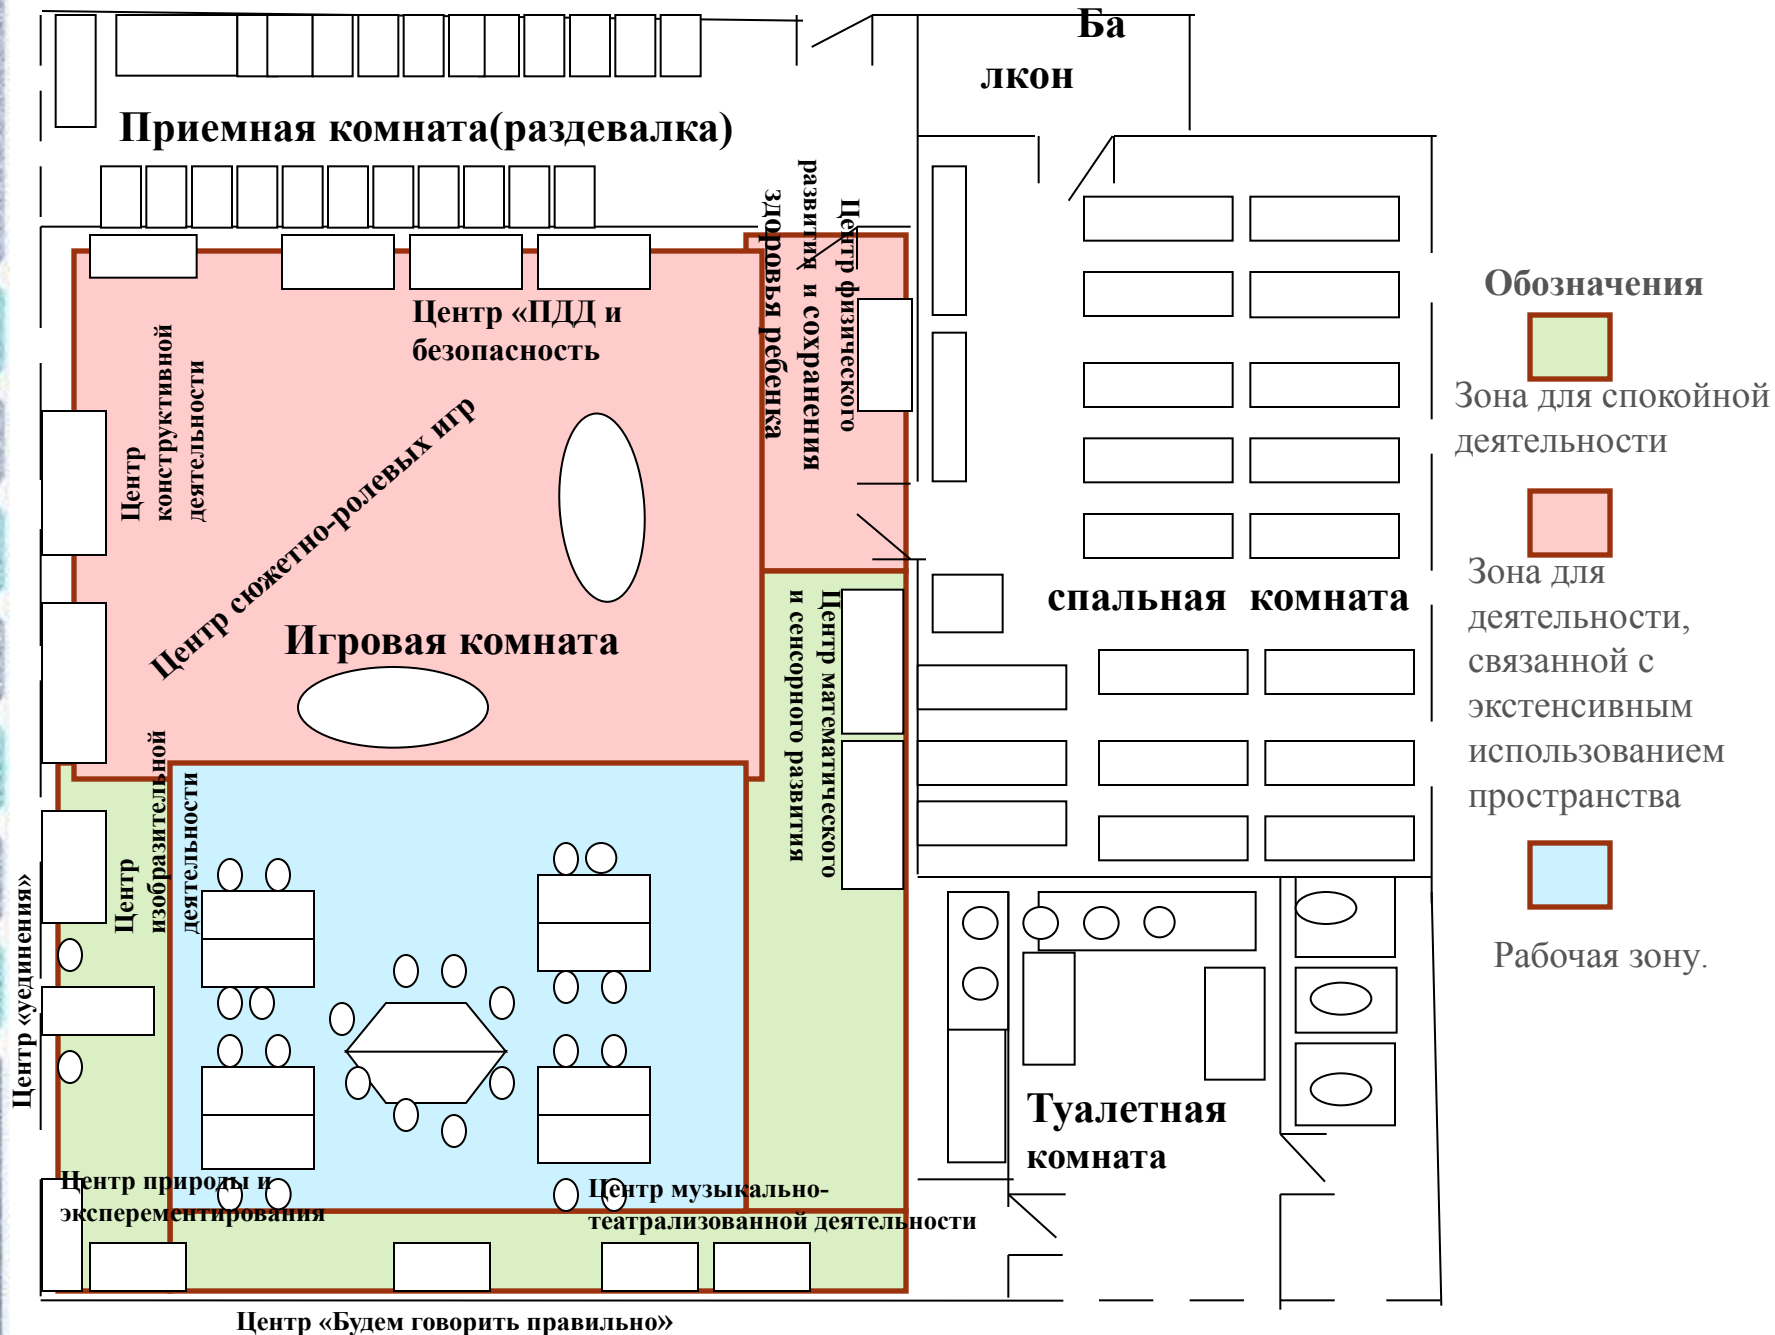 Ба
лкон
Приемная комната(раздевалка)
Центр физического
развития и сохранения
здоровья ребенка
Центр «ПДД и
безопасность
Центр
конструктивной
деятельности
Центр сюжетно-ролевых игр
Игровая комната
спальная комната
Центр математического
и сенсорного развития
Центр
изобразительной
деятельности
Центр «уединения»
Центр природы и
эксперементирования
Центр музыкально-
театрализованной деятельности
Центр «Будем говорить правильно»
Туалетная
комната
Обозначения
Зона для спокойной
деятельности
Зона для
деятельности,
связанной с
экстенсивным
использованием
пространства
Рабочая зону.